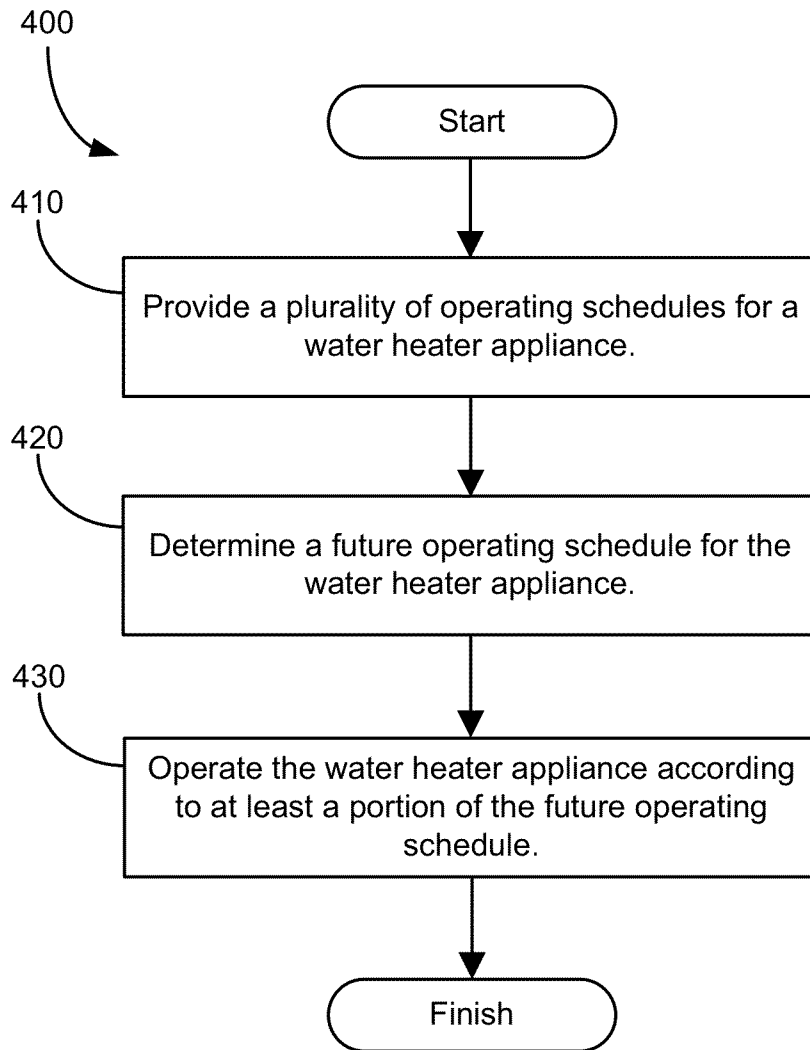 400
Start
410
Provide a plurality of operating schedules for a
water heater appliance.
420
Determine a future operating schedule for the
water heater appliance.
430
Operate the water heater appliance according
to at least a portion of the future operating
schedule.
Finish